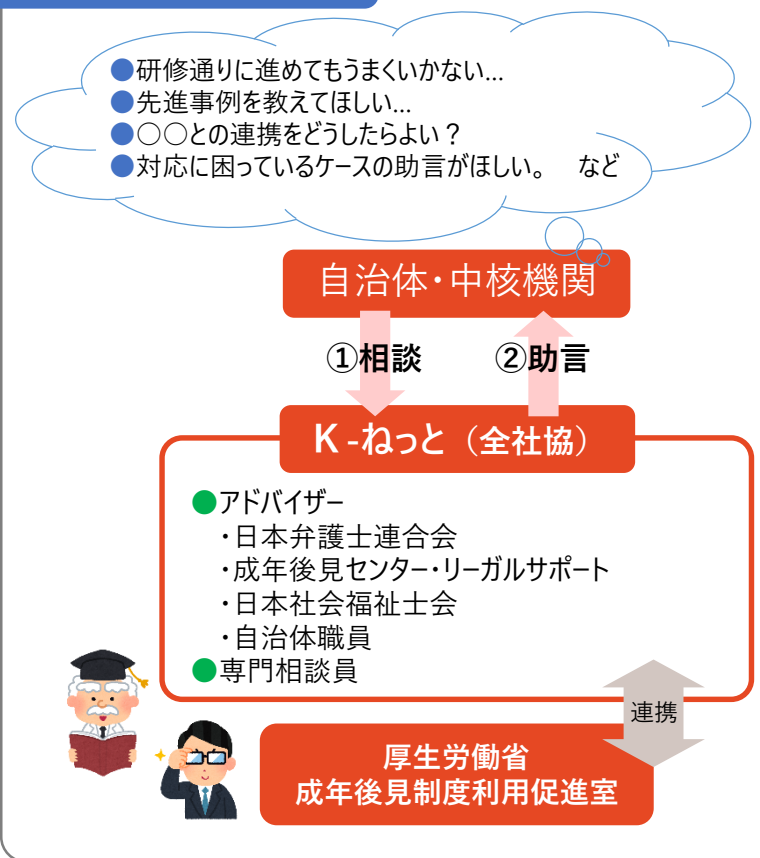 ●研修通りに進めてもうまくいかない…
●先進事例を教えてほしい…
●○○との連携をどうしたらよい？
●対応に困っているケースの助言がほしい。　など
自治体・中核機関
①相談　②助言
K-ねっと（全社協）
●アドバイザー
・日本弁護士連合会
・成年後見センター・リーガルサポート
・日本社会福祉士会
・自治体職員
●専門相談員
連携
厚生労働省
成年後見制度利用促進室